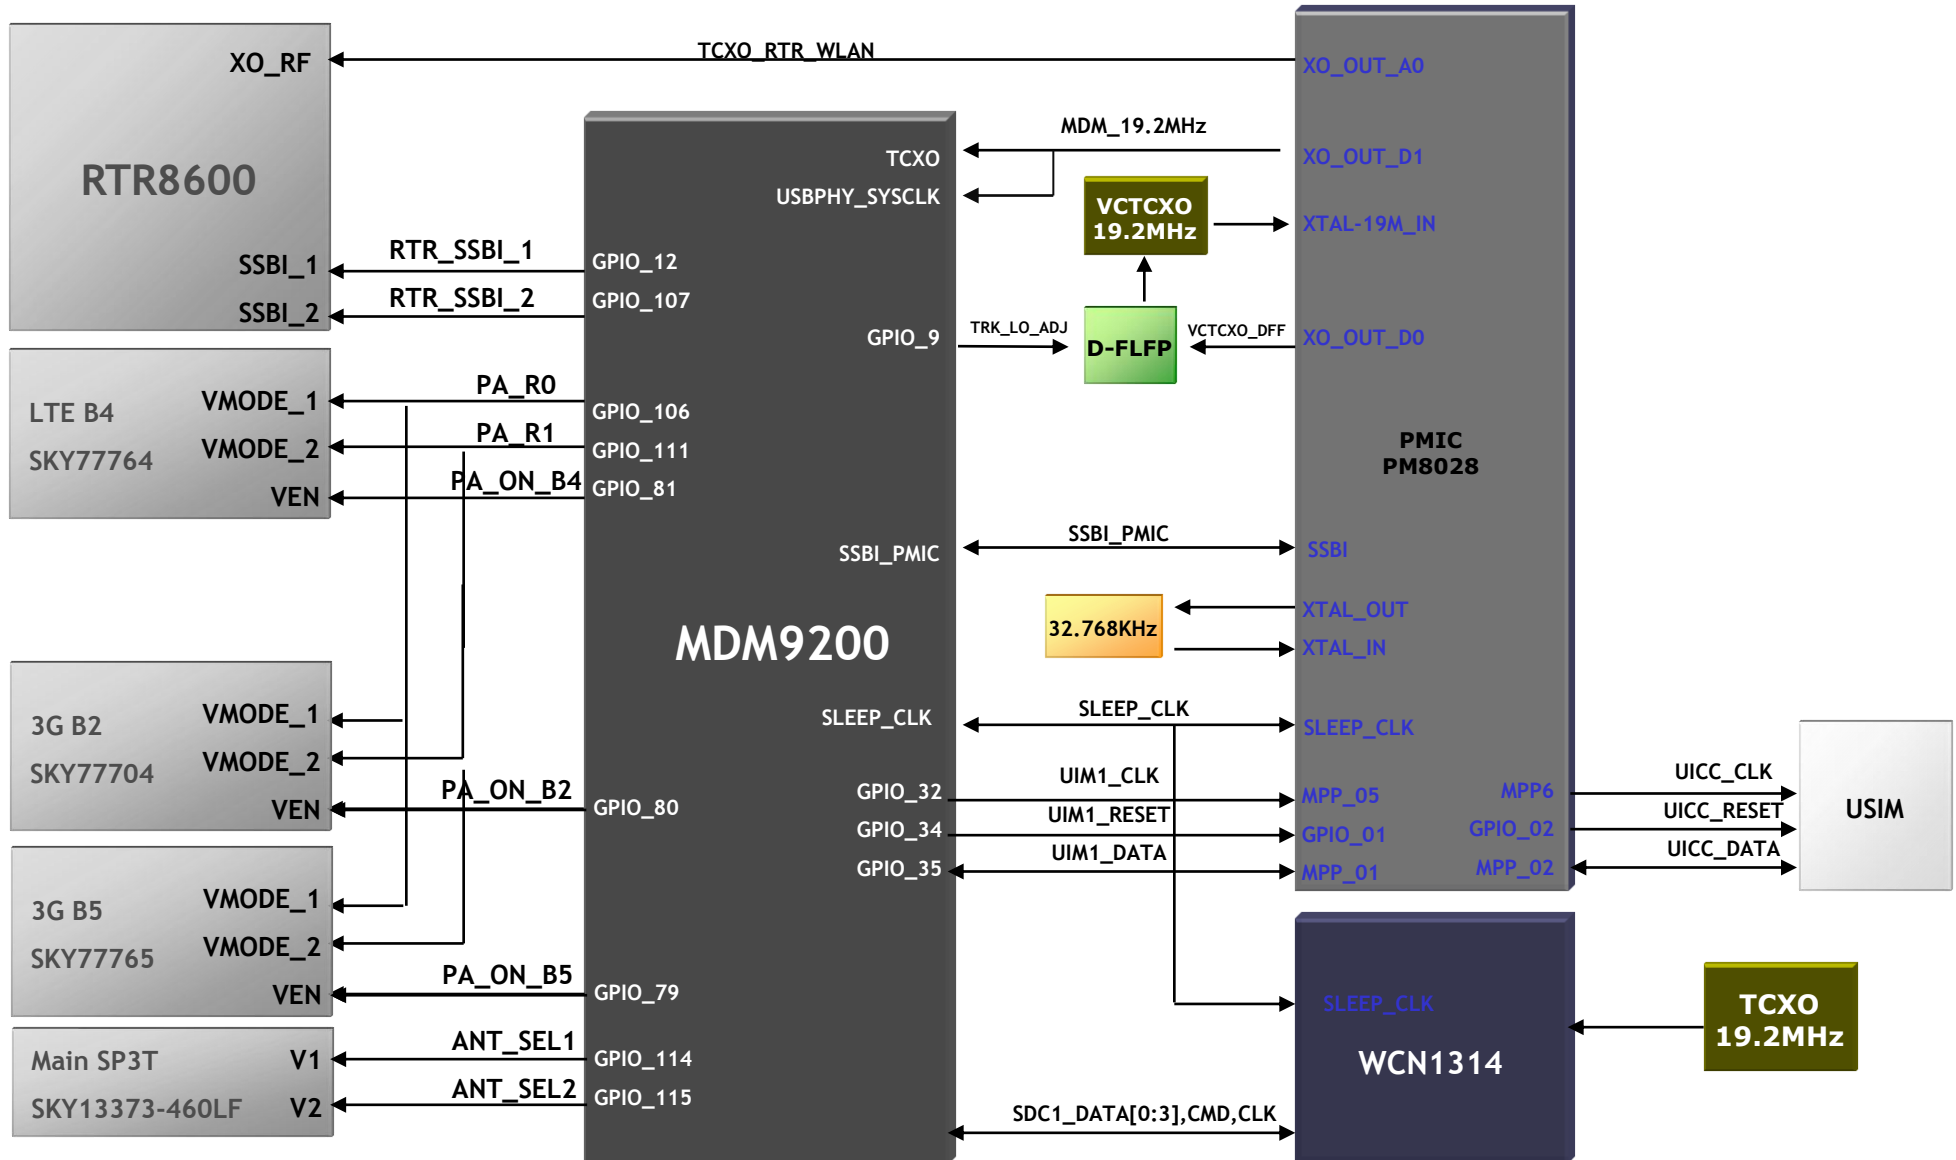 TCXO_RTR_WLAN
XO_RF
XO_OUT_A0
RTR8600
MDM_19.2MHz
TCXO
XO_OUT_D1
USBPHY_SYSCLK
VCTCXO
19.2MHz
XTAL-19M_IN
RTR_SSBI_1
SSBI_1
GPIO_12
RTR_SSBI_2
SSBI_2
GPIO_107
GPIO_9
TRK_LO_ADJ
D-FLFP
VCTCXO_DFF
XO_OUT_D0
LTE B4
SKY77764
VMODE_1
PA_R0
GPIO_106
VMODE_2
PA_R1
GPIO_111
VEN
PA_ON_B4
GPIO_81
PMIC
PM8028
SSBI_PMIC
SSBI_PMIC
SSBI
32.768KHz
XTAL_OUT
XTAL_IN
MDM9200
3G B2
SKY77704
VMODE_1
VMODE_2
VEN
PA_ON_B2
GPIO_80
SLEEP_CLK
SLEEP_CLK
SLEEP_CLK
GPIO_32
UIM1_CLK
MPP_05
GPIO_34
UIM1_RESET
GPIO_01
GPIO_35
UIM1_DATA
MPP_01
MPP6
UICC_CLK
GPIO_02
UICC_RESET
MPP_02
UICC_DATA
USIM
3G B5
SKY77765
VMODE_1
VMODE_2
VEN
PA_ON_B5
GPIO_79
SLEEP_CLK
WCN1314
TCXO
19.2MHz
Main SP3T
SKY13373-460LF
V1
ANT_SEL1
GPIO_114
V2
ANT_SEL2
GPIO_115
SDC1_DATA[0:3],CMD,CLK